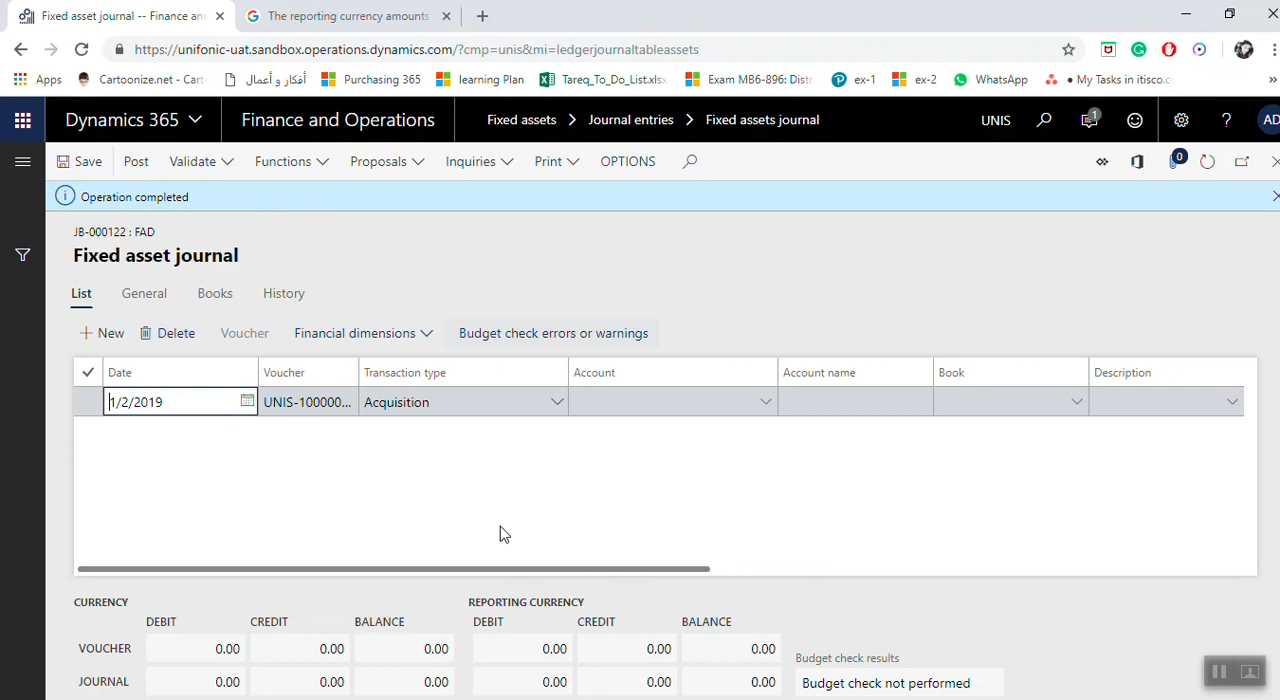 Fixed asset journal -- Finance and
The reporting currency amounts
https://unifonic-uat.sandbox.operations.dynamics.com/?cmp=unis&mi=ledgerjournaltableassets
Apps Cartoonize.net - Cart أفكار و أعمال Purchasing 365 learning Plan Tareq_To_Do_List.xlsx Exam MB6-896: Distri ex-1 ex-2 WhatsApp • My Tasks in itisco.c »
Dynamics 365 Finance and Operations Fixed assets > Journal entries > Fixed assets journal UNIS 1 ? AD
Save Post Validate Functions Proposals Inquiries Print OPTIONS 0
Operation completed
JB-000122 : FAD
Fixed asset journal
List General Books History
New Delete Voucher Financial dimensions Budget check errors or warnings
Date Voucher Transaction type Account Account name Book Description
1/2/2019 UNIS-100000... Acquisition
CURRENCY REPORTING CURRENCY
DEBIT CREDIT BALANCE DEBIT CREDIT BALANCE
VOUCHER 0.00 0.00 0.00 0.00 0.00 0.00
Budget check results
JOURNAL 0.00 0.00 0.00 0.00 0.00 0.00 Budget check not performed